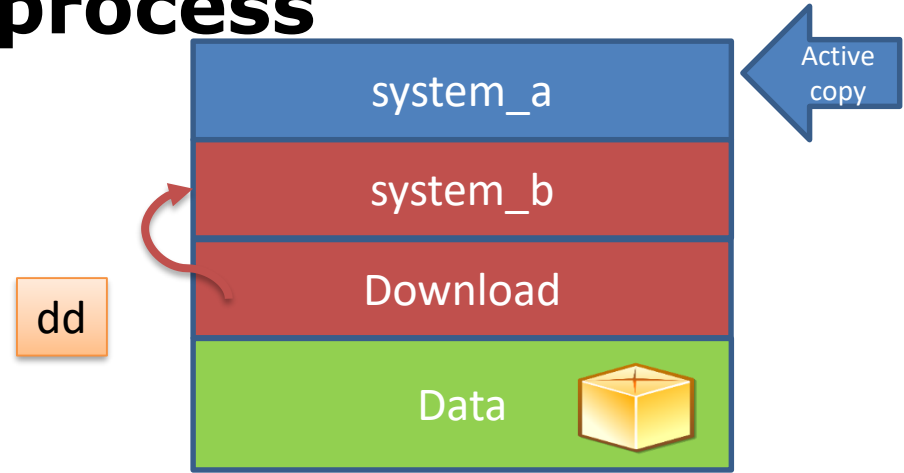 process
system_a
Active
copy
system_b
Download
dd
Data